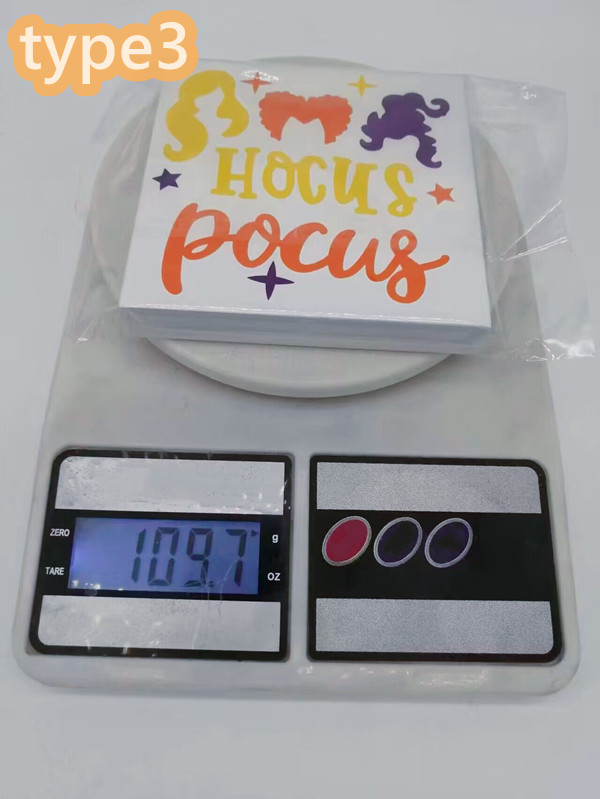 type3
HOCUS
pocus
ZERO
109.7
g
TARE
OZ